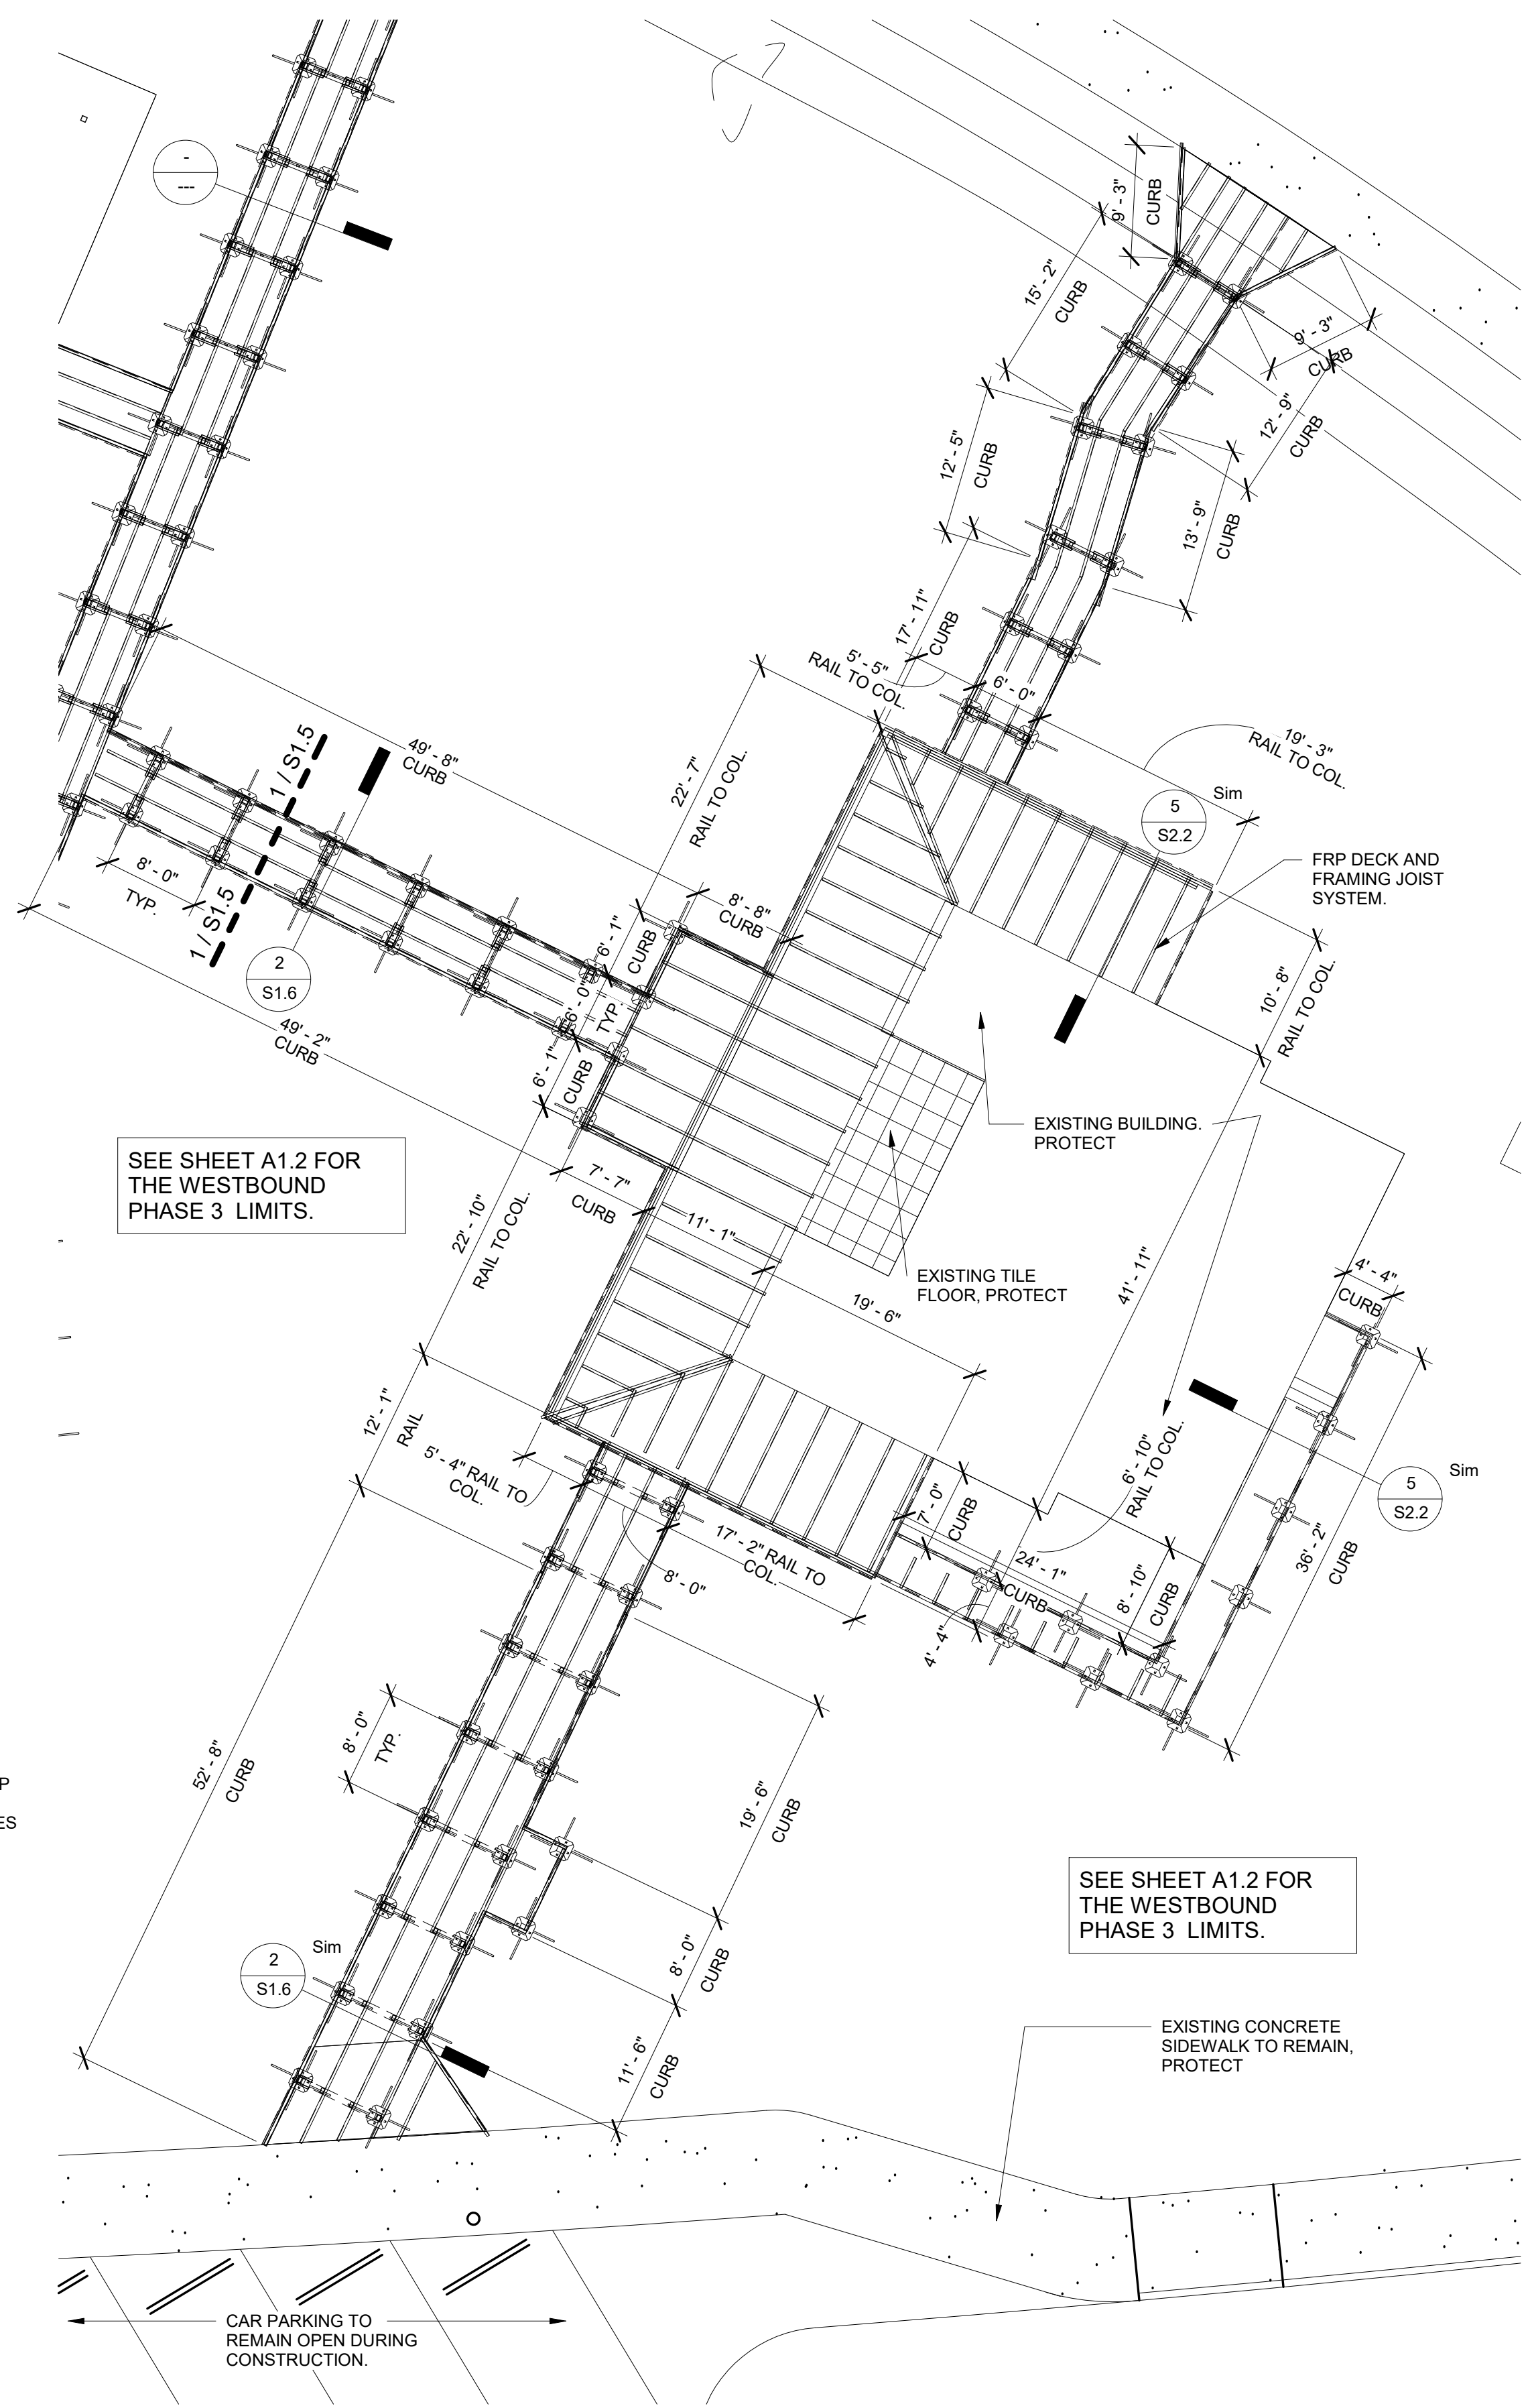 -
---
9' - 3"
CURB
15' - 2"
CURB
9' - 3"
CURB
12' - 9"
CURB
12' - 5"
CURB
13' - 9"
CURB
17' - 11"
CURB
5' - 5"
RAIL TO COL.
6' - 0"
19' - 3"
RAIL TO COL.
1 / S1.5
49' - 8"
CURB
22' - 7"
RAIL TO COL.
5
S2.2
Sim
FRP DECK AND
FRAMING JOIST
SYSTEM.
8' - 0"
TYP.
1 / S1.5
2
S1.6
8' - 8"
CURB
6' - 1"
CURB
6' - 0"
TYP.
6' - 1"
CURB
10' - 8"
RAIL TO COL.
49' - 2"
CURB
EXISTING BUILDING.
PROTECT
SEE SHEET A1.2 FOR
THE WESTBOUND
PHASE 3 LIMITS.
7' - 7"
CURB
22' - 10"
RAIL TO COL.
11' - 1"
EXISTING TILE
FLOOR, PROTECT
19' - 6"
41' - 11"
4' - 4"
CURB
12' - 1"
RAIL
5' - 4" RAIL TO
COL.
17' - 2" RAIL TO
COL.
8' - 0"
7' - 0"
CURB
6' - 10"
RAIL TO COL.
5
S2.2
Sim
24' - 1"
CURB
8' - 10"
CURB
4' - 4"
36' - 2"
CURB
8' - 0"
TYP.
52' - 8"
CURB
P
ES
19' - 6"
CURB
SEE SHEET A1.2 FOR
THE WESTBOUND
PHASE 3 LIMITS.
2
S1.6
Sim
8' - 0"
CURB
11' - 6"
CURB
EXISTING CONCRETE
SIDEWALK TO REMAIN,
PROTECT
CAR PARKING TO
REMAIN OPEN DURING
CONSTRUCTION.